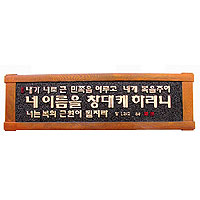 내가 너로 큰 민족을 이루고 네게 복을주어
네 이름을 창대케 하리니
너는 복의 근원이 될지라